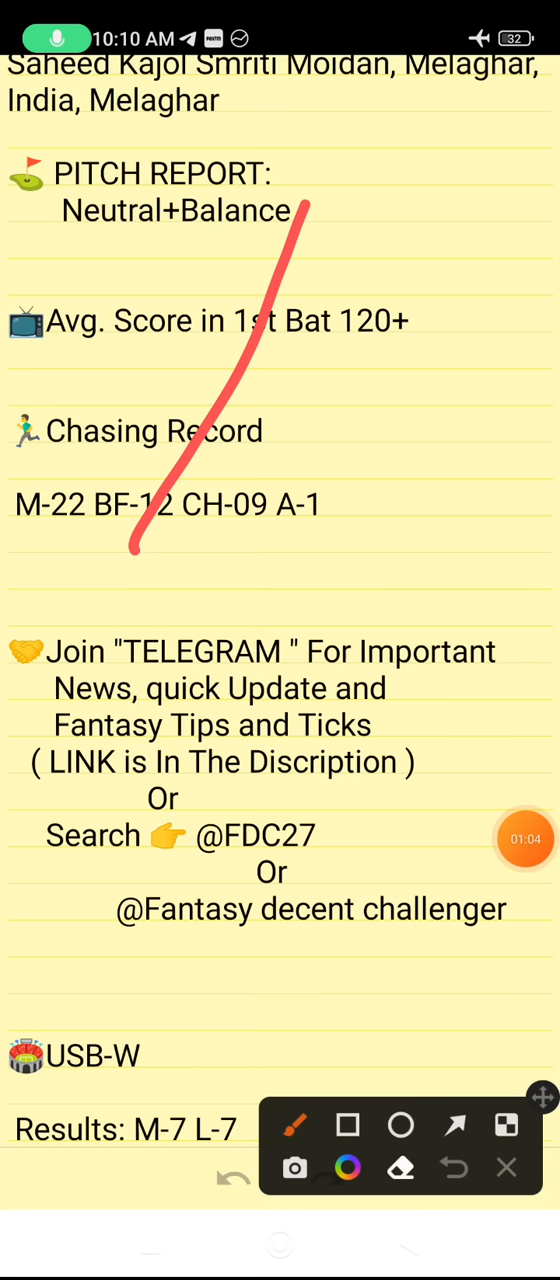 10:10 AM
32
Saheed Kajol Smriti Moidan, Melaghar,
India, Melaghar
PITCH REPORT:
Neutral+Balance
Avg. Score in 1st Bat 120+
Chasing Record
M-22 BF-12 CH-09 A-1
Join "TELEGRAM " For Important
News, quick Update and
Fantasy Tips and Ticks
( LINK is In The Discription )
Or
Search 👉 @FDC27
Or
@Fantasy decent challenger
01:04
USB-W
Results: M-7 L-7